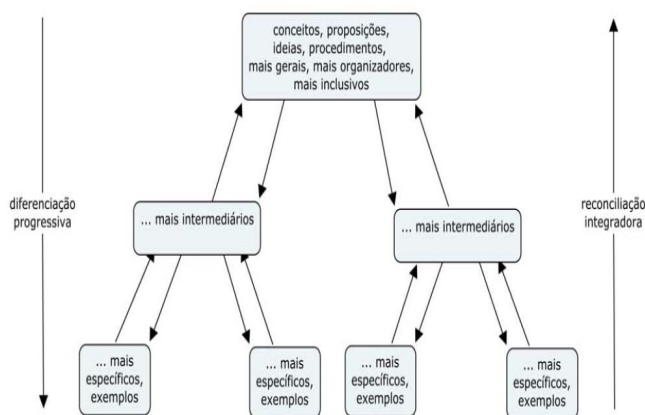 conceitos, proposições,
ideias, procedimentos,
mais gerais, mais organizadores,
mais inclusivos
diferenciação
progressiva
... mais intermediários
... mais intermediários
reconciliação
integradora
... mais
específicos,
exemplos
... mais
específicos,
exemplos
... mais
específicos,
exemplos
... mais
específicos,
exemplos